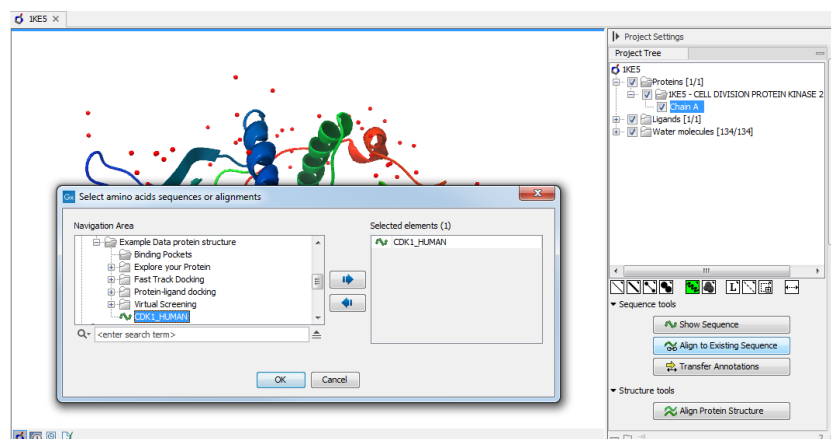 1KE5
Project Settings
Project Tree
1KE5
Proteins [1/1]
1KE5 - CELL DIVISION PROTEIN KINASE 2
Chain A
Ligands [1/1]
Water molecules [134/134]
Select amino acids sequences or alignments
Navigation Area
Example Data protein structure
Binding Pockets
Explore your Protein
Fast Track Docking
Protein-ligand docking
Virtual Screening
CDK1_HUMAN
<enter search term>
Selected elements (1)
CDK1_HUMAN
OK
Cancel
L
Sequence tools
Show Sequence
Align to Existing Sequence
Transfer Annotations
Structure tools
Align Protein Structure